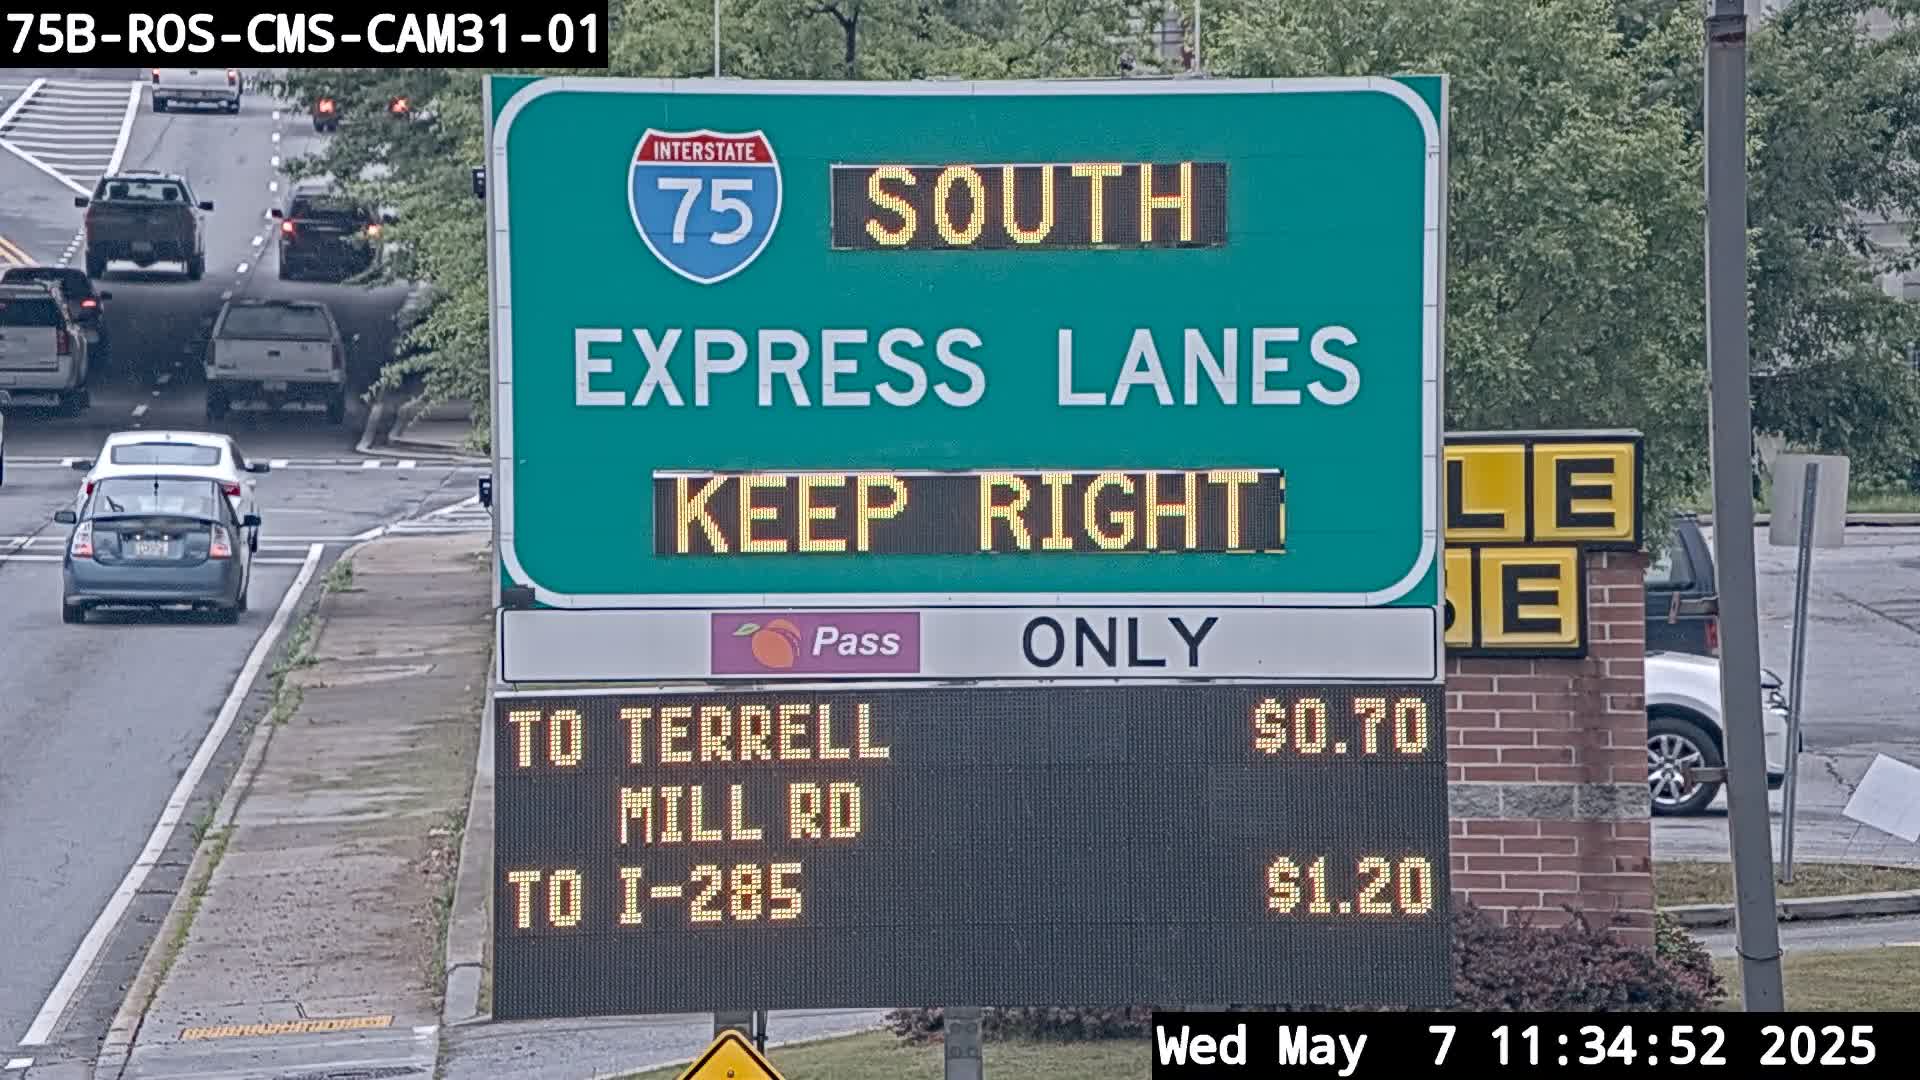 75B-ROS-CMS-CAM31-01
INTERSTATE
75
SOUTH
EXPRESS LANES
KEEP RIGHT
Pass ONLY
LE
E
TO TERRELL $0.70
MILL RD
TO I-285 $1.20
Wed May 7 11:34:52 2025